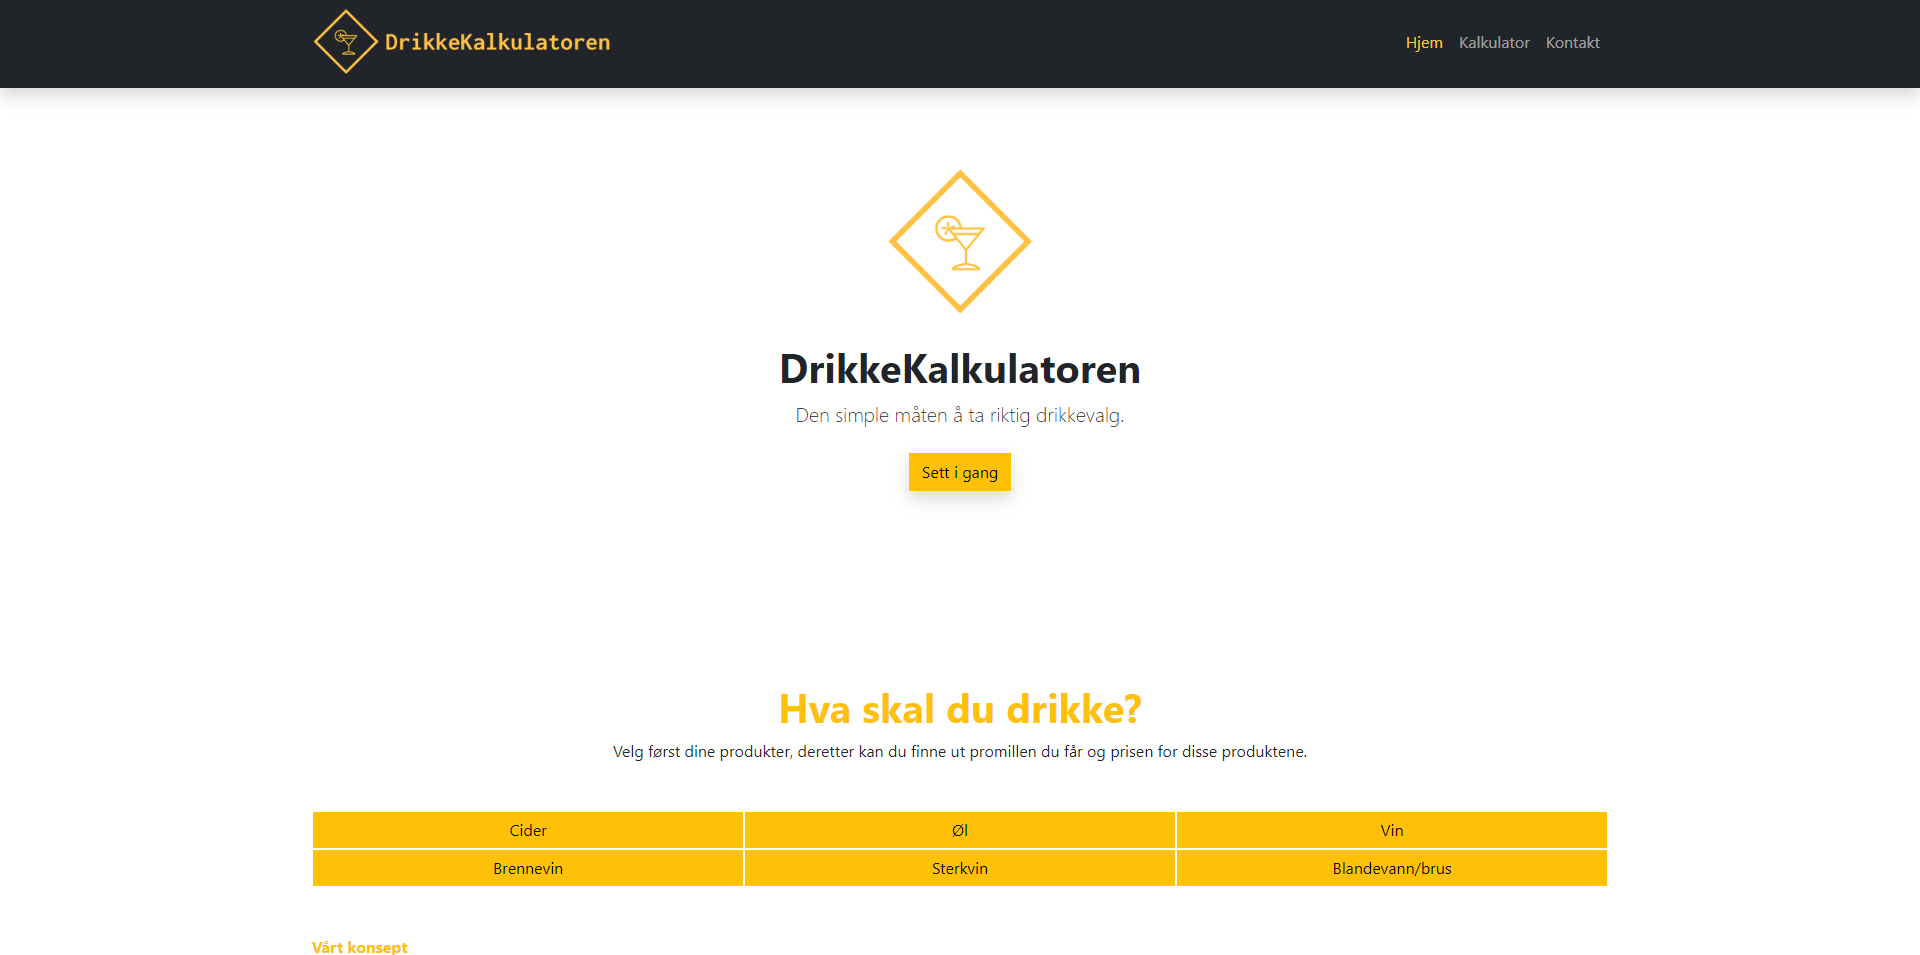 DrikkeKalkulatoren
Hjem Kalkulator Kontakt
DrikkeKalkulatoren
Den simple måten å ta riktig drikkevalg.
Sett i gang
Hva skal du drikke?
Velg først dine produkter, deretter kan du finne ut promillen du får og prisen for disse produktene.
Cider Øl Vin
Brennevin Sterkvin Blandevann/brus
Vårt konsept